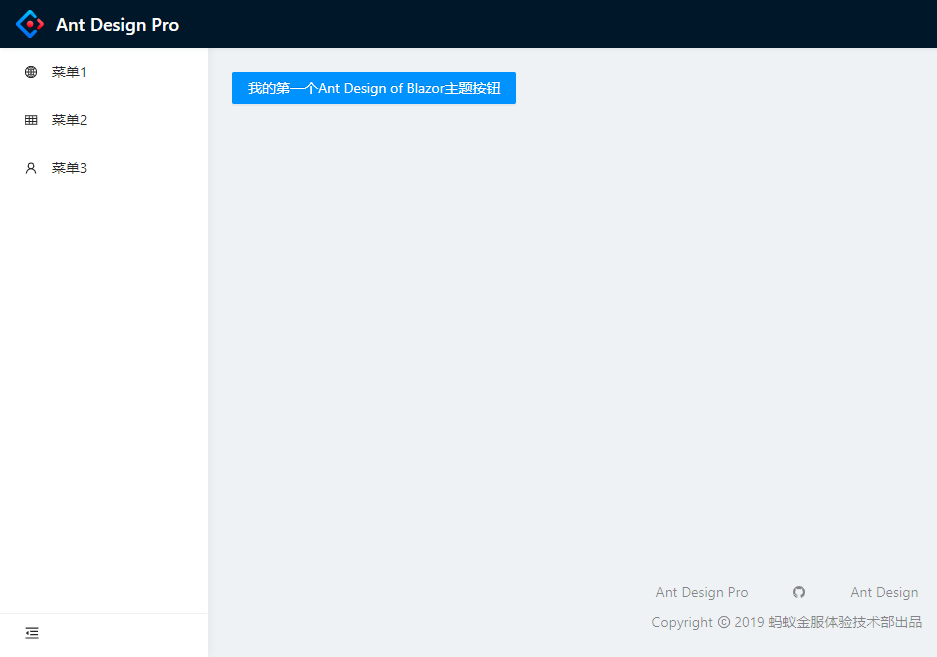 Ant Design Pro
菜单1
菜单2
菜单3
我的第一个Ant Design of Blazor主题按钮
Ant Design Pro Ant Design
Copyright © 2019 蚂蚁金服体验技术部出品